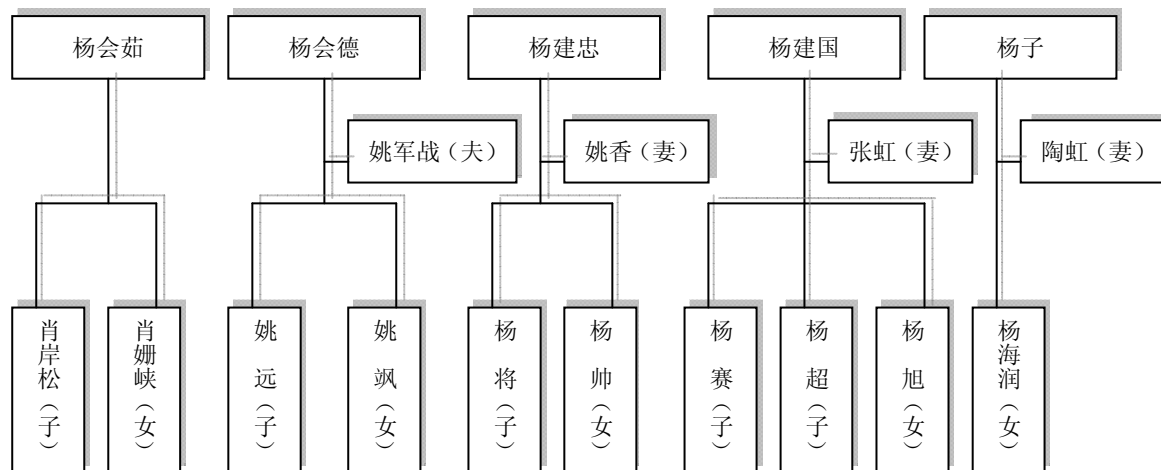 杨会茹
杨会德
杨建忠
杨建国
杨子
姚军战（夫）
姚香（妻）
张虹（妻）
陶虹（妻）
肖岸松（子）
肖姗峡（女）
姚远（子）
姚飒（女）
杨将（子）
杨帅（女）
杨赛（子）
杨超（子）
杨旭（女）
杨海润（女）